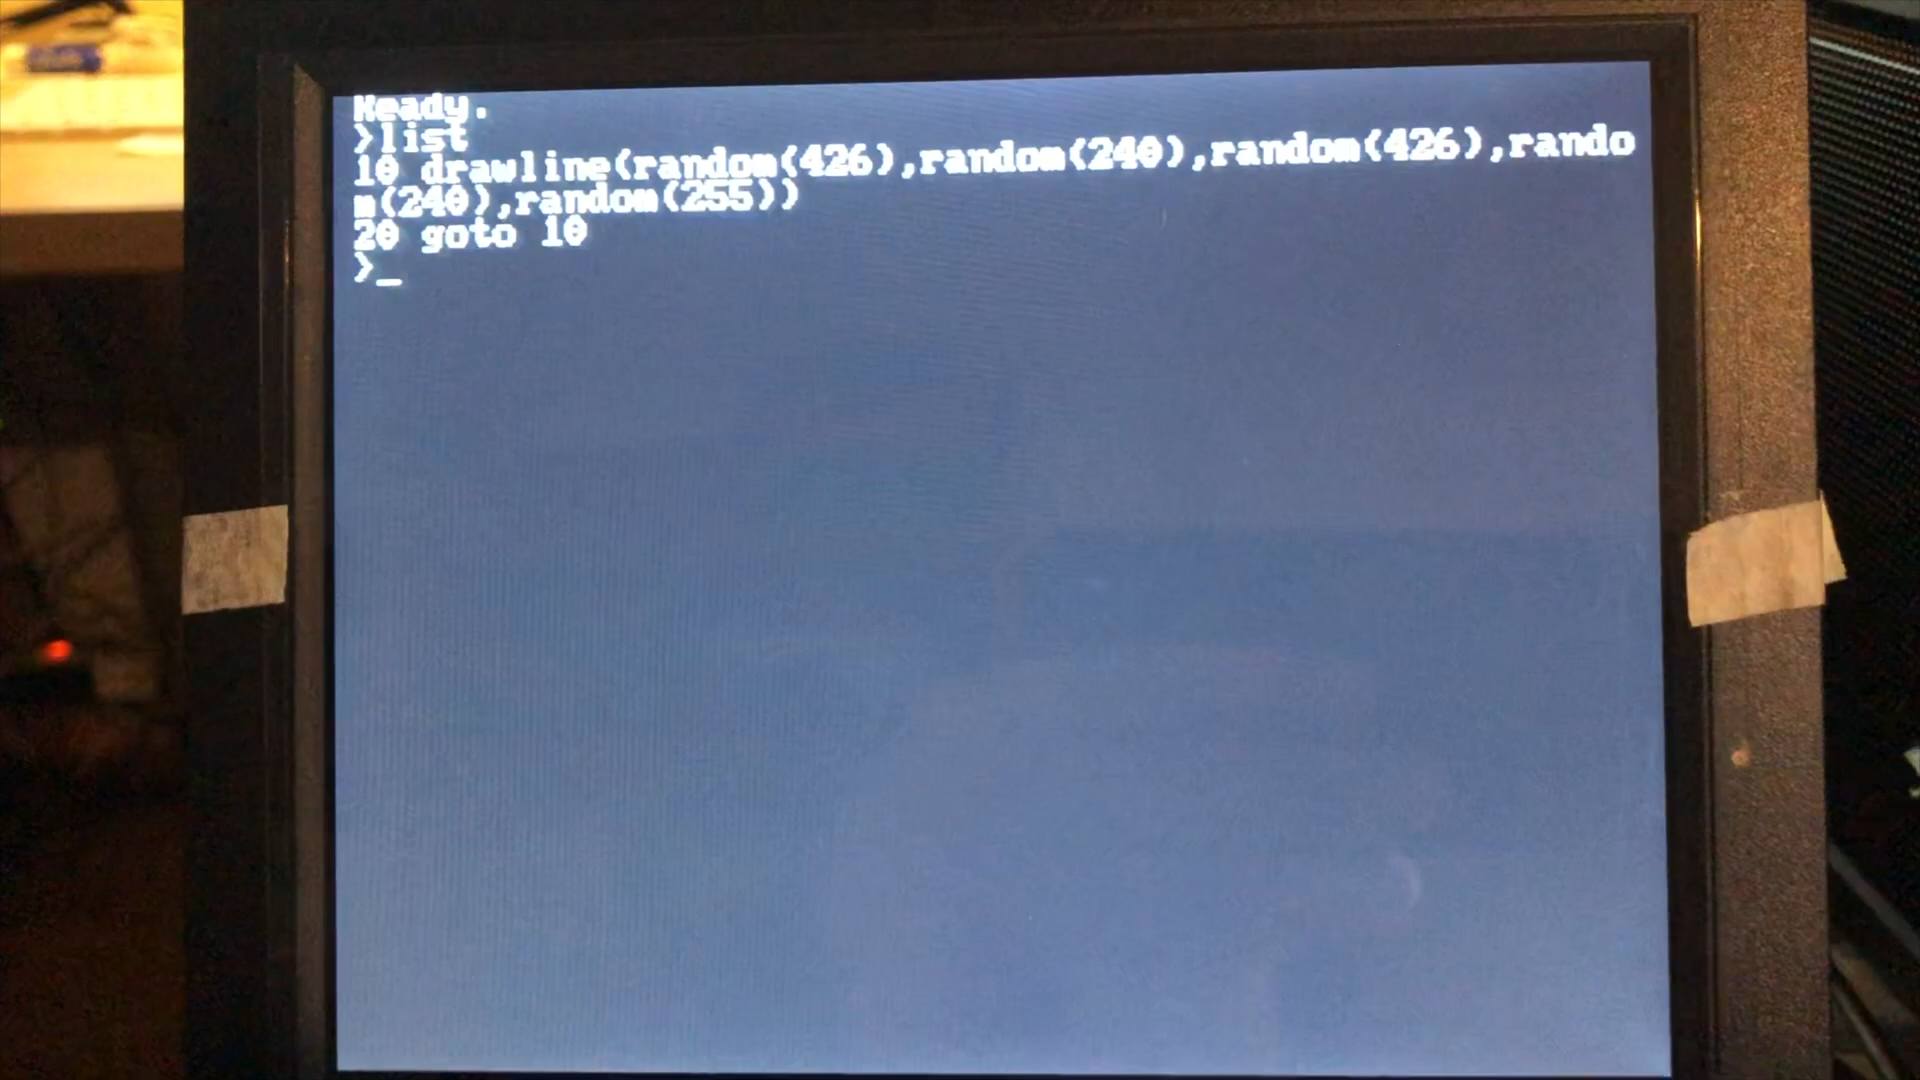 Ready.
>list
10 drawline(random(426),random(240),random(426),rando
m(240),random(255))
20 goto 10
>_